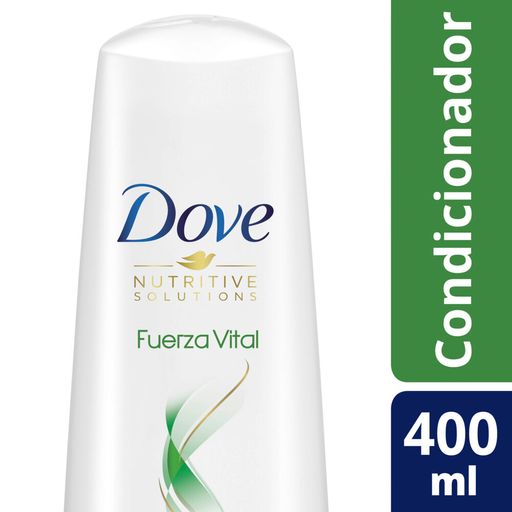 Dove
NUTRITIVE
SOLUTIONS
Fuerza Vital
Condicionador
400
ml